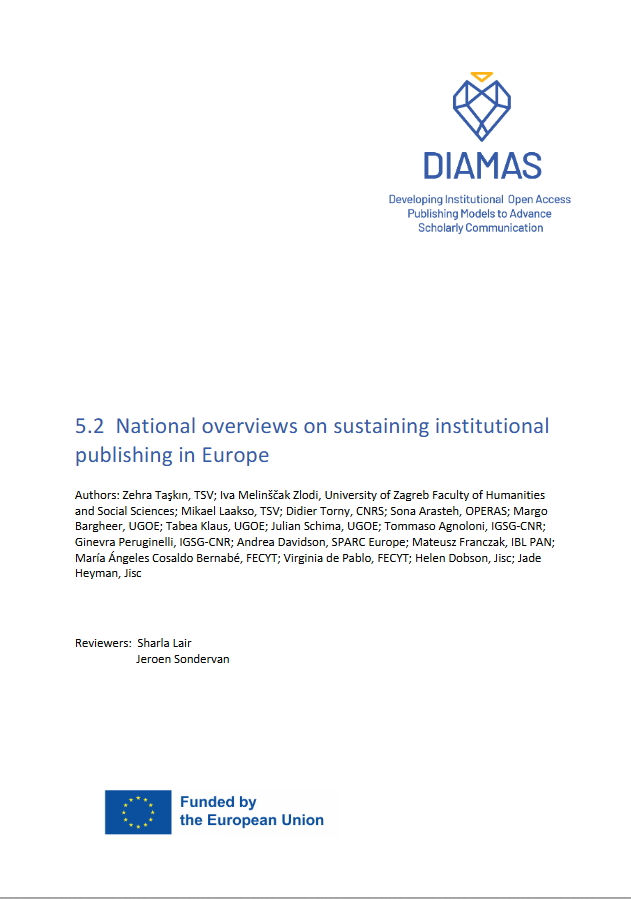 DIAMAS
Developing Institutional Open Access
Publishing Models to Advance
Scholarly Communication
5.2  National overviews on sustaining institutional
publishing in Europe
Authors: Zehra Taşkın, TSV; Iva Melinščak Zlodi, University of Zagreb Faculty of Humanities
and Social Sciences; Mikael Laakso, TSV; Didier Torny, CNRS; Sona Arasteh, OPERAS; Margo
Bargheer, UGOE; Tabea Klaus, UGOE; Julian Schima, UGOE; Tommaso Agnoloni, IGSG-CNR;
Ginevra Peruginelli, IGSG-CNR; Andrea Davidson, SPARC Europe; Mateusz Franczak, IBL PAN;
María Ángeles Cosaldo Bernabé, FECYT; Virginia de Pablo, FECYT; Helen Dobson, Jisc; Jade
Heyman, Jisc
Reviewers:  Sharla Lair
Jeroen Sondervan
Funded by
the European Union